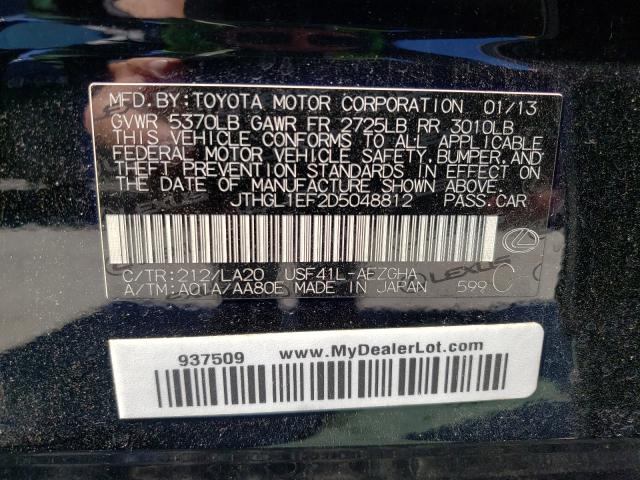 MFD.BY:TOYOTA MOTOR CORPORATION 01/13
GVWR 5370LB GAWR FR 2725LB RR 3010LB
THIS VEHICLE CONFORMS TO ALL APPLICABLE
FEDERAL MOTOR VEHICLE SAFETY,BUMPER,AND
THEFT PREVENTION STANDARDS IN EFFECT ON
THE DATE OF MANUFACTURE SHOWN ABOVE.
JTHGL1EF2D5048812 PASS.CAR
C/TR:212/LA20 USF41L-AEZGHA
A/TM:AQ1A/AA80E MADE IN JAPAN 599 C
LEXUS
937509 www.MyDealerLot.com